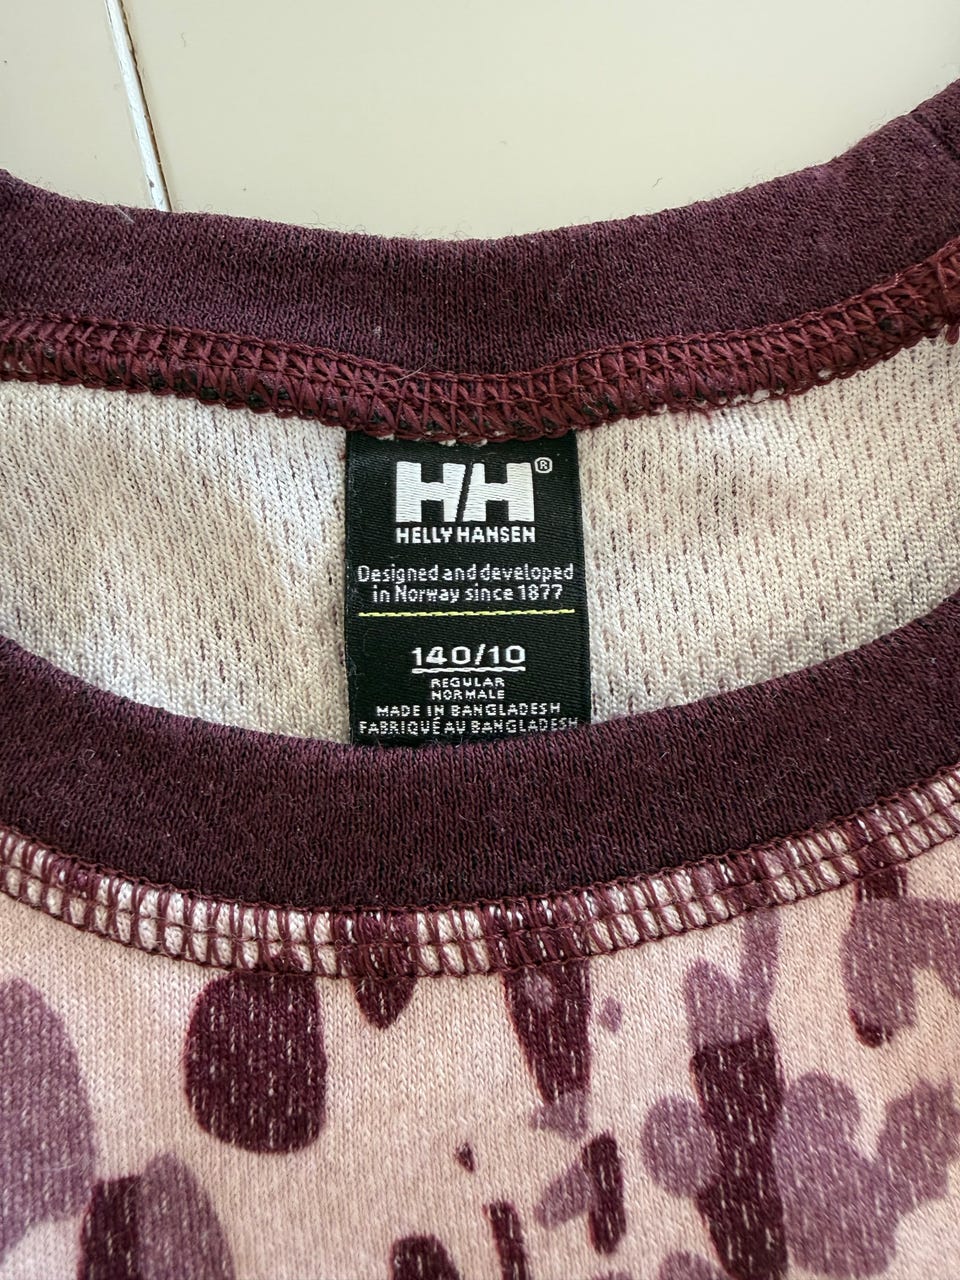 HH®
HELLY HANSEN
Designed and developed
in Norway since 1877
140/10
REGULAR
NORMALE
MADE IN BANGLADESH
FABRIQUÉ AU BANGLADESH